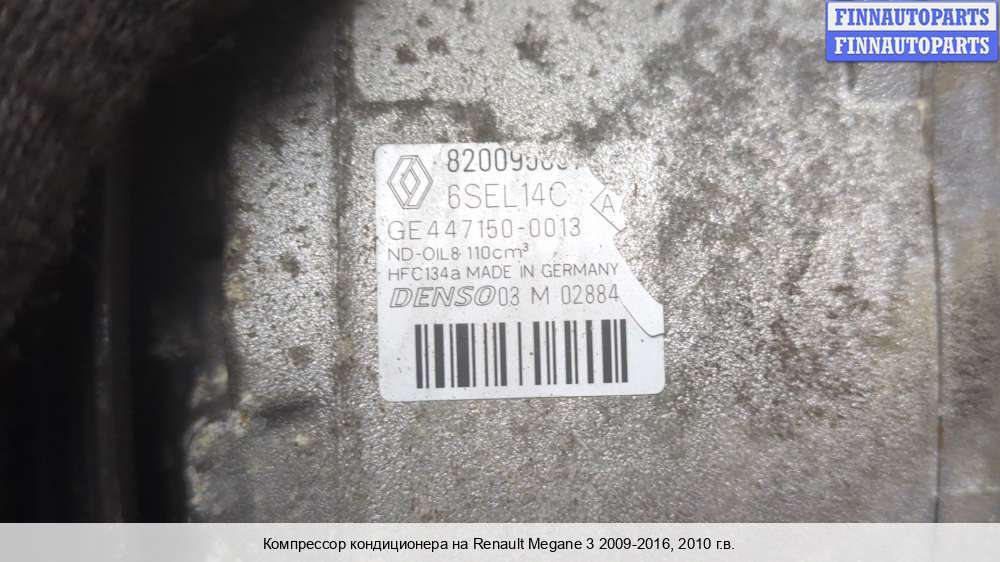 FINNAUTOPARTS
FINNAUTOPARTS
6SEL14C
A
GE447150-0013
ND-OIL8 110cm³
HFC134a MADE IN GERMANY
DENSO 03 M 02884
Компрессор кондиционера на Renault Megane 3 2009-2016, 2010 г.в.